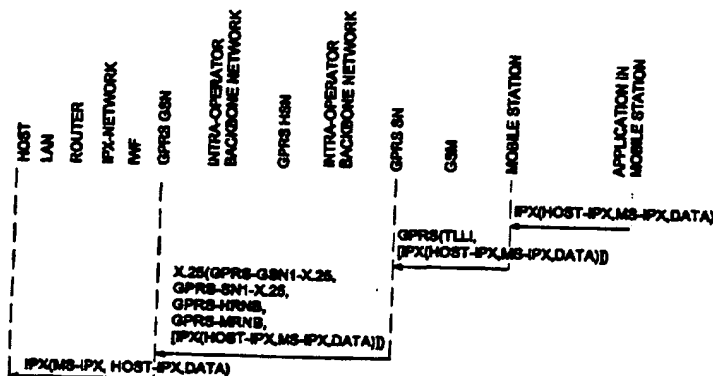 HOST
LAN
ROUTER
IPX-NETWORK
IWF
GPRS GSN
INTRA-OPERATOR
BACKBONE NETWORK
GPRS HSN
INTRA-OPERATOR
BACKBONE NETWORK
GPRS SN
GSM
MOBILE STATION
APPLICATION IN
MOBILE STATION
IPX(HOST-IPX,MS-IPX,DATA)
GPRS(TLLI,
[IPX(HOST-IPX,MS-IPX,DATA)])
X.25(GPRS-GSN1-X.25,
GPRS-SN1-X.25,
GPRS-HRNB,
GPRS-MRNB,
[IPX(HOST-IPX,MS-IPX,DATA)])
IPX(MS-IPX, HOST-IPX,DATA)